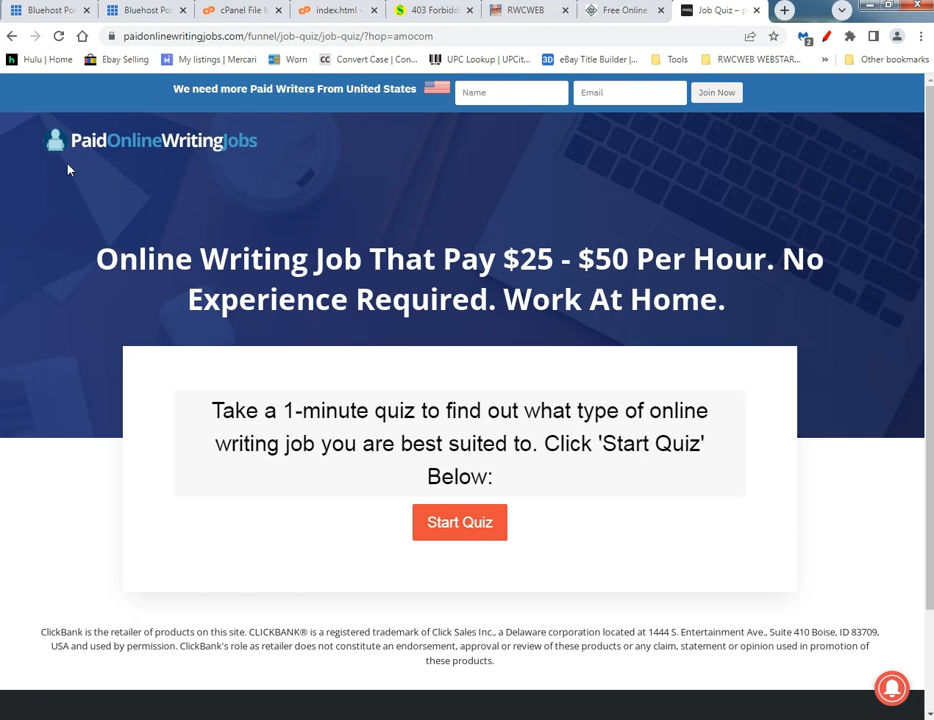 Bluehost Po
Bluehost Po
cPanel File M
index.html
403 Forbidd
RWCWEB
Free Online
Job Quiz – p
paidonlinewritingjobs.com/funnel/job-quiz/job-quiz/?hop=amocom
Hulu | Home
Ebay Selling
My listings | Mercari
Worn
CC Convert Case | Con...
UPC Lookup | UPCit...
3D eBay Title Builder |...
Tools
RWCWEB WEBSTAR...
»
Other bookmarks
We need more Paid Writers From United States
Name
Email
Join Now
PaidOnlineWritingJobs
Online Writing Job That Pay $25 - $50 Per Hour. No
Experience Required. Work At Home.
Take a 1-minute quiz to find out what type of online
writing job you are best suited to. Click 'Start Quiz'
Below:
Start Quiz
ClickBank is the retailer of products on this site. CLICKBANK® is a registered trademark of Click Sales Inc., a Delaware corporation located at 1444 S. Entertainment Ave., Suite 410 Boise, ID 83709,
USA and used by permission. ClickBank's role as retailer does not constitute an endorsement, approval or review of these products or any claim, statement or opinion used in promotion of
these products.